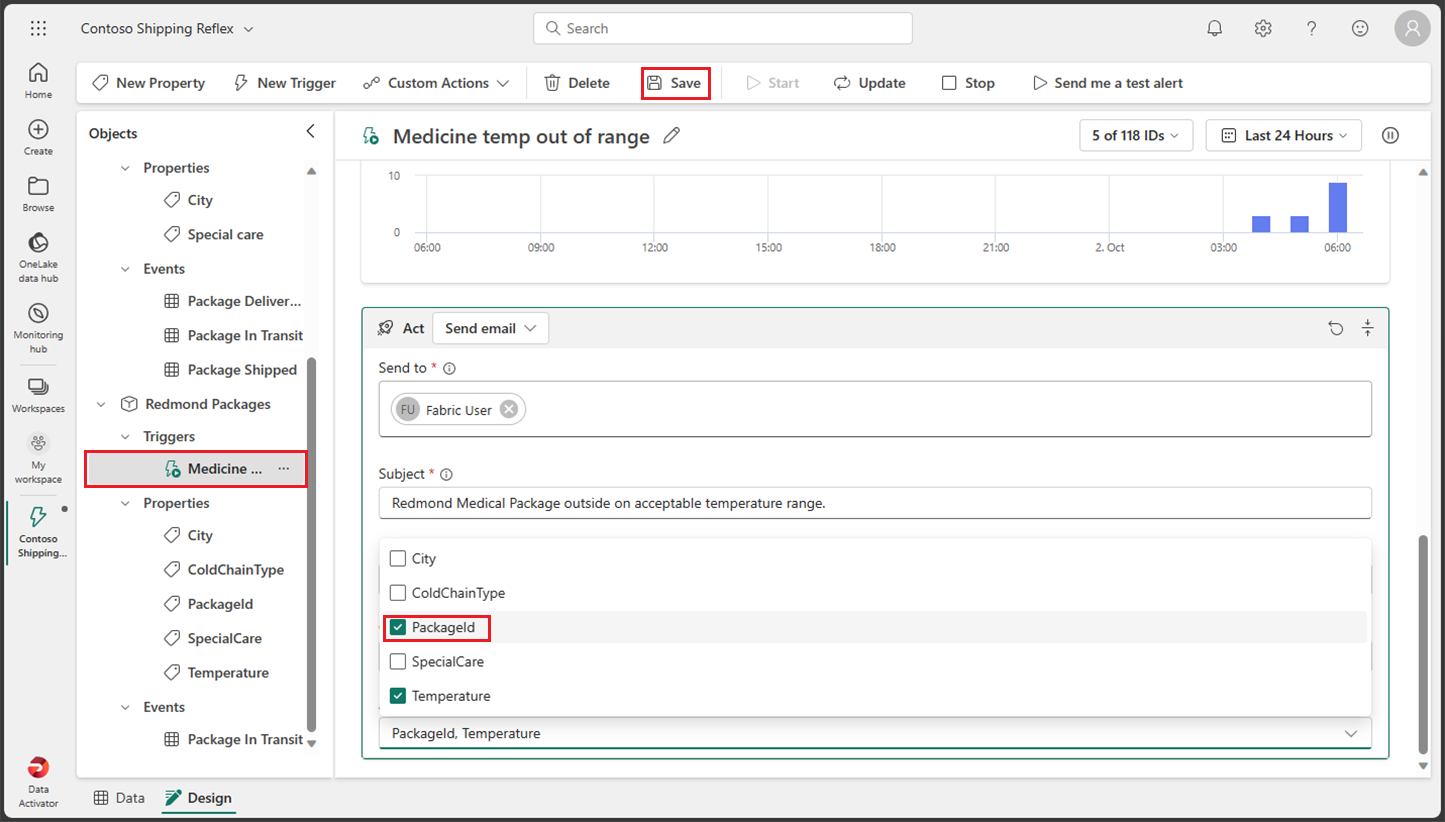 Contoso Shipping Reflex
Search
Home
Create
Browse
OneLake
data hub
Monitoring
hub
Workspaces
My
workspace
Contoso
Shipping...
Data
Activator
New Property
New Trigger
Custom Actions
Delete
Save
Start
Update
Stop
Send me a test alert
Objects
Properties
City
Special care
Events
Package Deliver...
Package In Transit
Package Shipped
Redmond Packages
Triggers
Medicine ...
Properties
City
ColdChainType
PackageId
SpecialCare
Temperature
Events
Package In Transit
Data
Design
Medicine temp out of range
5 of 118 IDs
Last 24 Hours
10
0
06:00
09:00
12:00
15:00
18:00
21:00
2. Oct
03:00
06:00
Act
Send email
Send to *
FU
Fabric User
Subject *
Redmond Medical Package outside on acceptable temperature range.
City
ColdChainType
PackageId
SpecialCare
Temperature
PackageId, Temperature